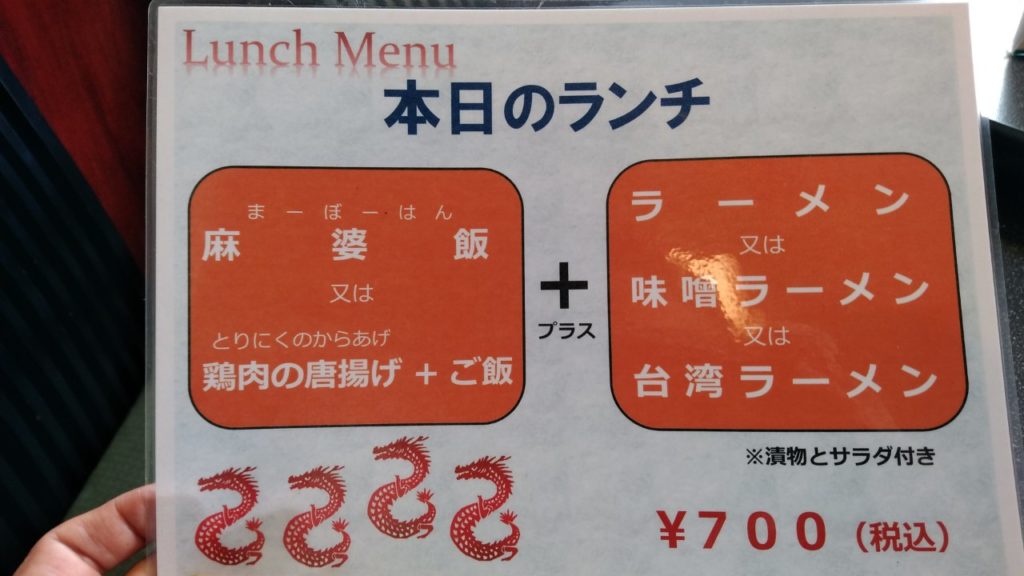 Lunch Menu
本日のランチ
まーぼーはん
麻婆飯
又は
とりにくのからあげ
鶏肉の唐揚げ + ご飯
+
プラス
ラーメン
又は
味噌ラーメン
又は
台湾ラーメン
※漬物とサラダ付き
¥700 (税込)